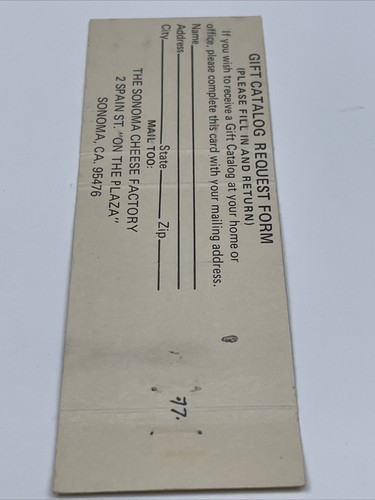 GIFT CATALOG REQUEST FORM
(PLEASE FILL IN AND RETURN)
If you wish to receive a Gift Catalog at your home or
office, please complete this card with your mailing address.
Name
Address
City State Zip
MAIL TOC:
THE SONOMA CHEESE FACTORY
2 SPAIN ST. "ON THE PLAZA"
SONOMA, CA. 95476
77.